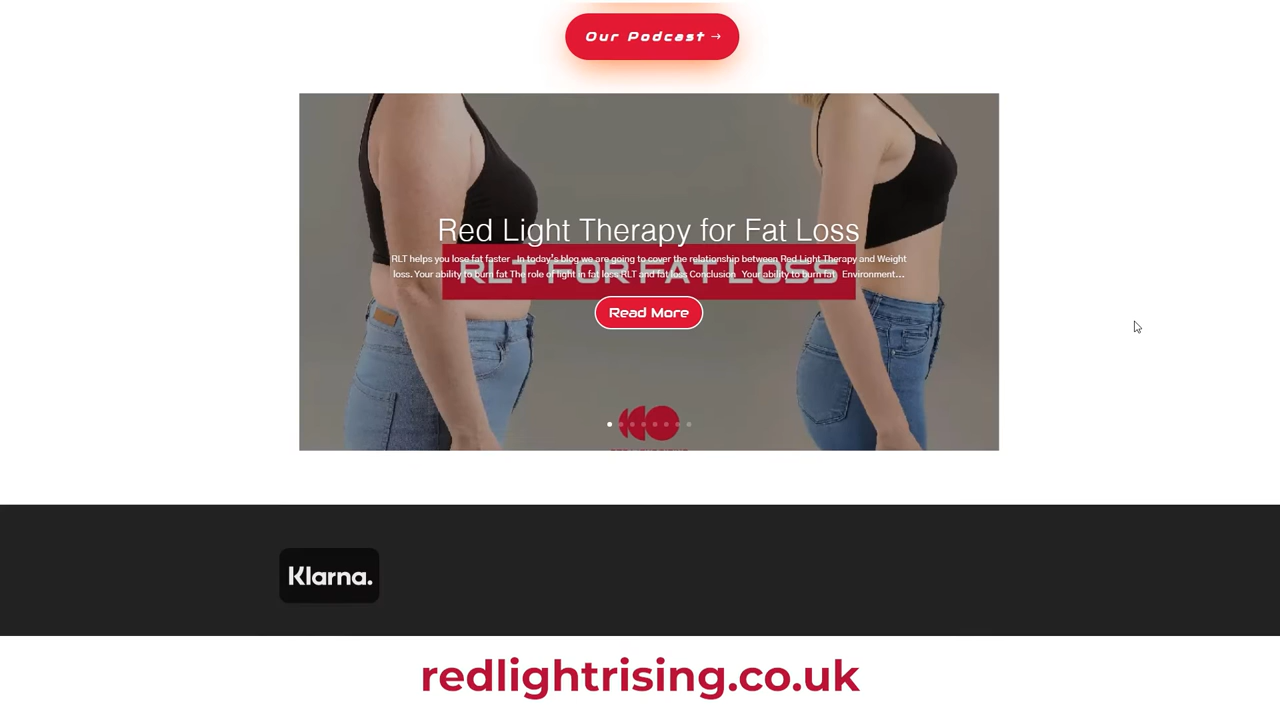 Our Podcast →
Red Light Therapy for Fat Loss
RLT helps you lose fat faster In today's blog we are going to cover the relationship between Red Light Therapy and Weight
loss. Your ability to burn fat The role of light in fat loss RLT and fat loss Conclusion Your ability to burn fat Environment...
RLT FOR FAT LOSS
Read More
Klarna.
redlightrising.co.uk